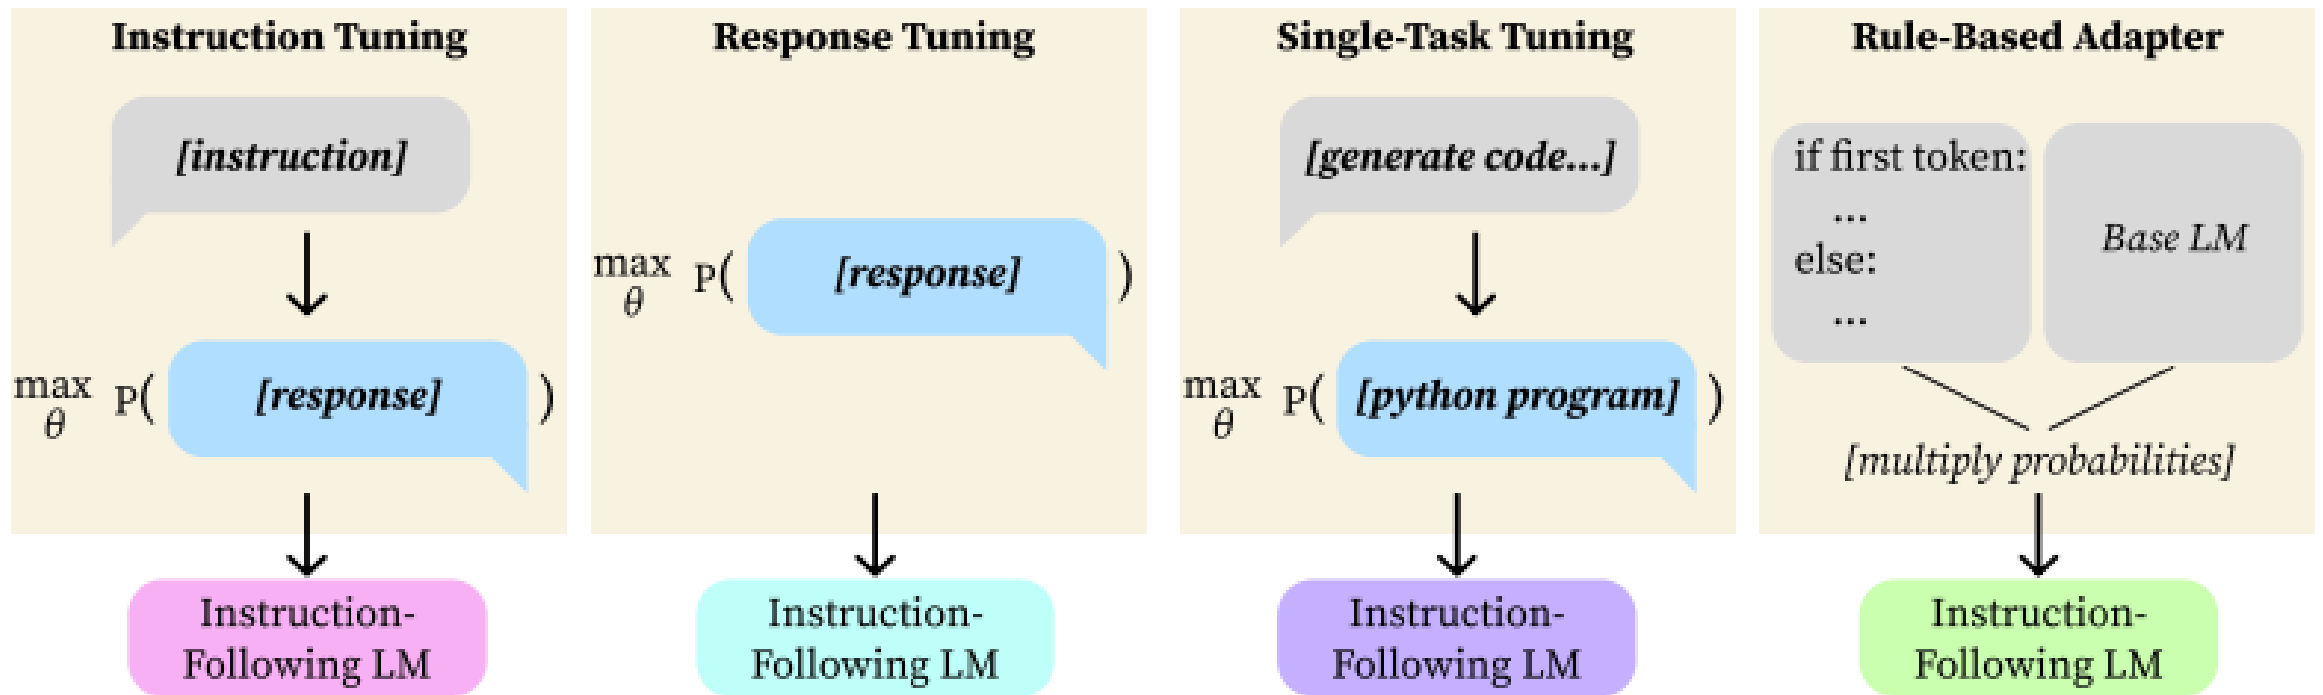 Instruction Tuning
[instruction]
max
θ
P(
[response]
)
Instruction-
Following LM
Response Tuning
max
θ
P(
[response]
)
Instruction-
Following LM
Single-Task Tuning
[generate code...]
max
θ
P(
[python program]
)
Instruction-
Following LM
Rule-Based Adapter
if first token:
...
else:
...
Base LM
[multiply probabilities]
Instruction-
Following LM